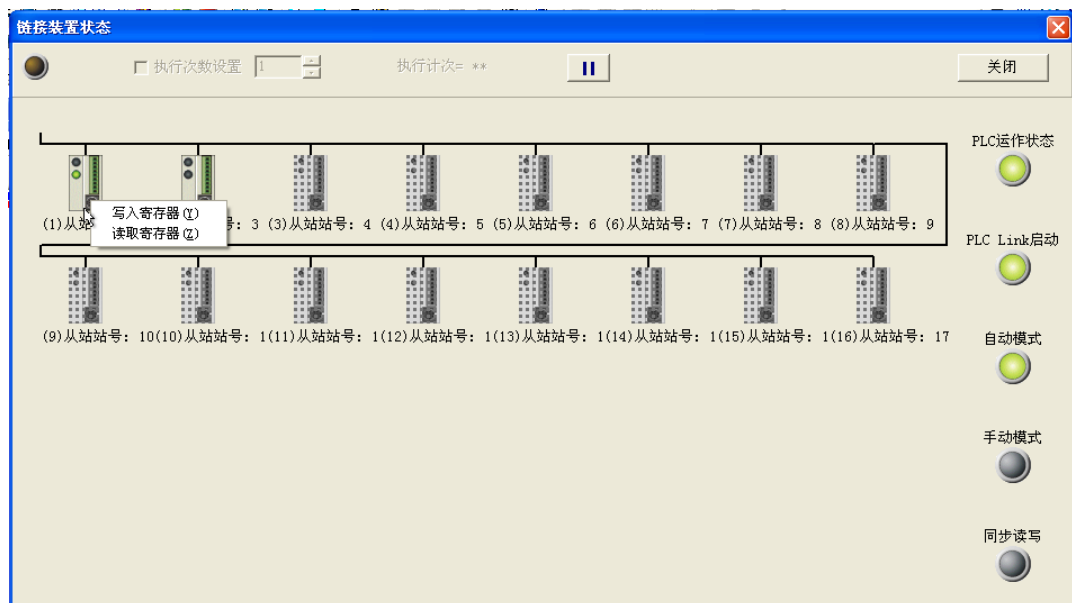 链接装置状态
执行次数设置 1 执行计次= ** 关闭
PLC运作状态
(1)从站 号: 3 (3)从站站号: 4 (4)从站站号: 5 (5)从站站号: 6 (6)从站站号: 7 (7)从站站号: 8 (8)从站站号: 9
写入寄存器(Y)
读取寄存器(Z)
PLC Link启动
(9)从站站号: 10(10)从站站号: 1(11)从站站号: 1(12)从站站号: 1(13)从站站号: 1(14)从站站号: 1(15)从站站号: 1(16)从站站号: 17
自动模式
手动模式
同步读写